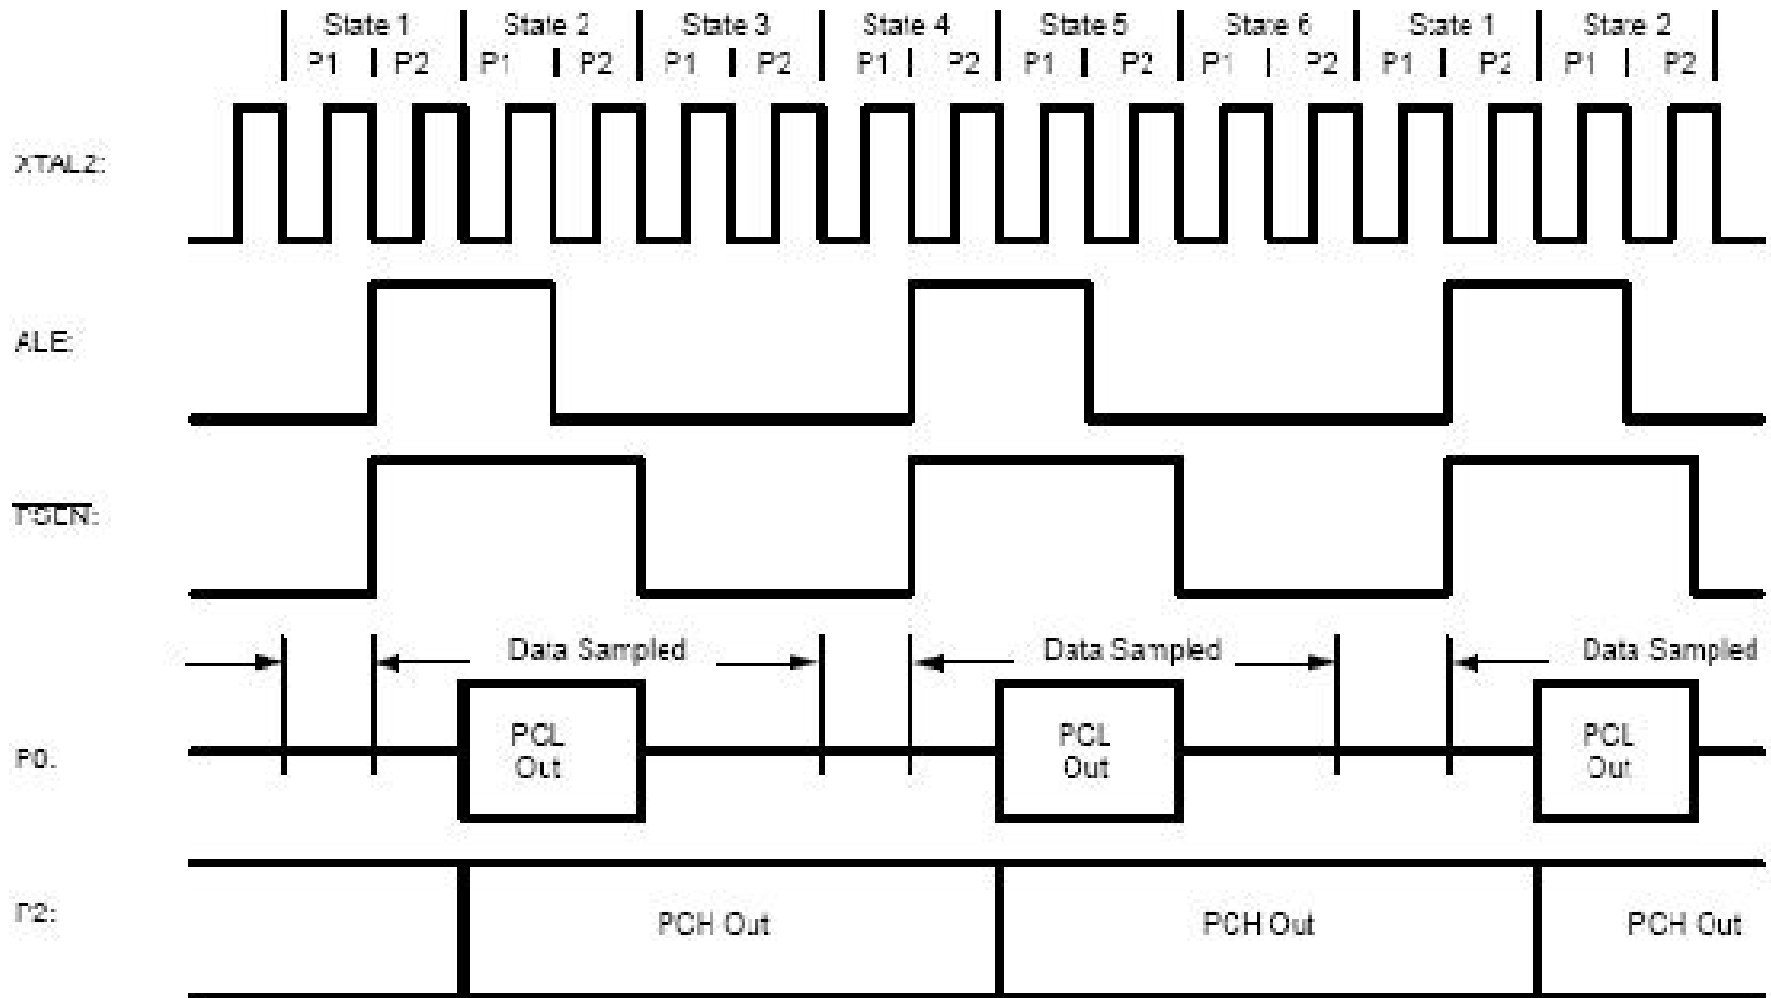 State 1 State 2 State 3 State 4 State 5 State 6 State 1 State 2
P1 P2 P1 P2 P1 P2 P1 P2 P1 P2 P1 P2 P1 P2 P1 P2
XTAL2:
ALE:
PSEN:
Data Sampled Data Sampled Data Sampled
P0:
PCL Out
PCL Out
PCL Out
P2:
PCH Out PCH Out PCH Out